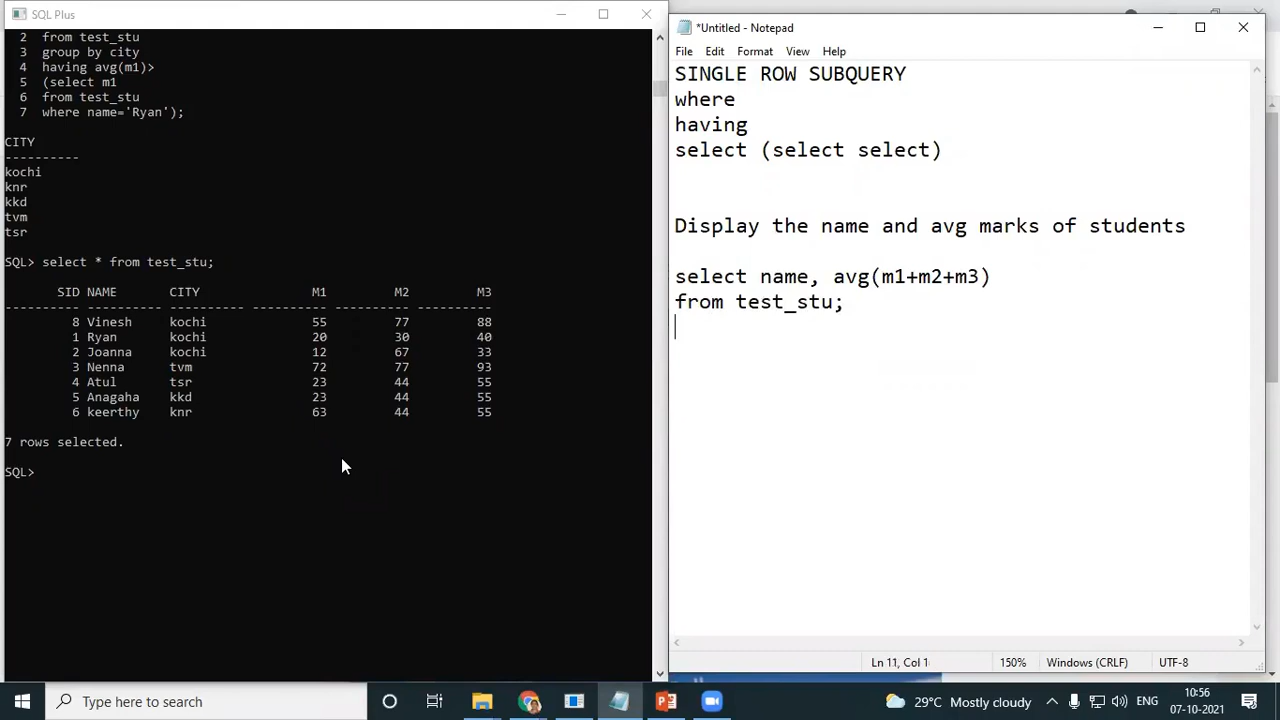 SQL Plus
2 from test_stu
3 group by city
4 having avg(m1)>
5 (select m1
6 from test_stu
7 where name='Ryan');
CITY
----------
kochi
knr
kkd
tvm
tsr
SQL> select * from test_stu;
SID NAME CITY M1 M2 M3
---------- ---------- ---------- ---------- ---------- ----------
8 Vinesh kochi 55 77 88
1 Ryan kochi 20 30 40
2 Joanna kochi 12 67 33
3 Nenna tvm 72 77 93
4 Atul tsr 23 44 55
5 Anagaha kkd 23 44 55
6 keerthy knr 63 44 55
7 rows selected.
SQL>
*Untitled - Notepad
File Edit Format View Help
SINGLE ROW SUBQUERY
where
having
select (select select)
Display the name and avg marks of students
select name, avg(m1+m2+m3)
from test_stu;
Ln 11, Col 1
150%
Windows (CRLF)
UTF-8
Type here to search
29°C Mostly cloudy
ENG
10:56
07-10-2021